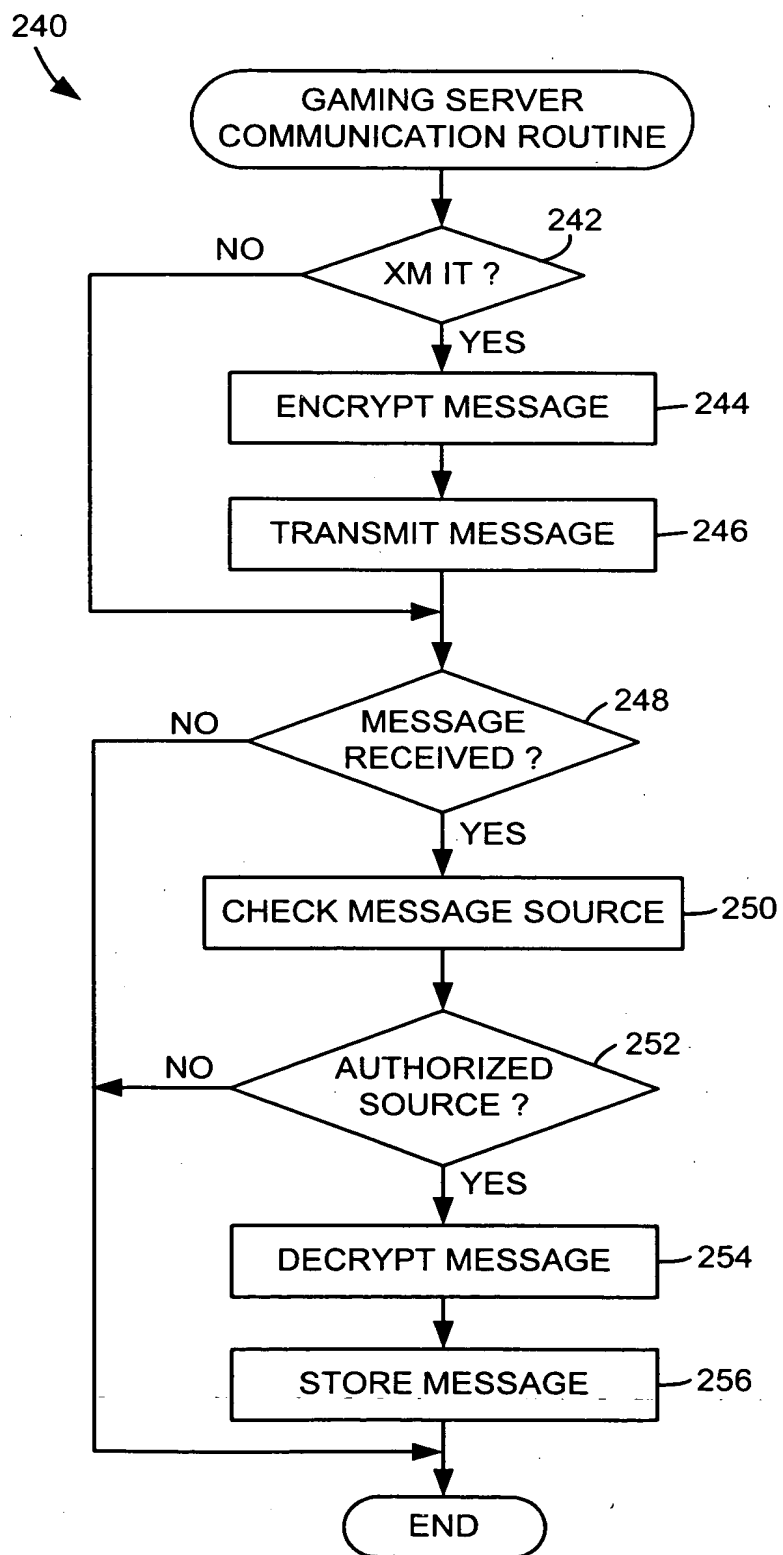 240
GAMING SERVER
COMMUNICATION ROUTINE
242
NO
XM IT ?
YES
ENCRYPT MESSAGE
244
TRANSMIT MESSAGE
246
248
NO
MESSAGE
RECEIVED ?
YES
CHECK MESSAGE SOURCE
250
252
NO
AUTHORIZED
SOURCE ?
YES
DECRYPT MESSAGE
254
STORE MESSAGE
256
END